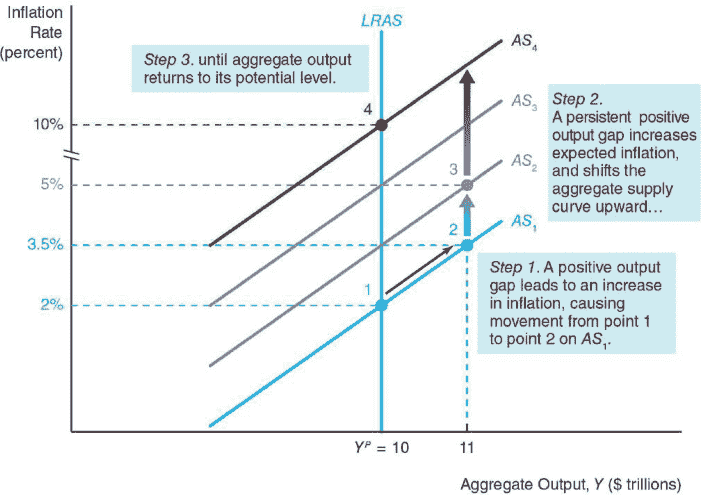 Inflation
Rate
(percent)
LRAS
AS4
Step 3. until aggregate output
returns to its potential level.
4
10%
AS3
Step 2.
A persistent positive
output gap increases
expected inflation,
and shifts the
aggregate supply
curve upward…
3
5%
AS2
2
3.5%
AS1
Step 1. A positive output
gap leads to an increase
in inflation, causing
movement from point 1
to point 2 on AS1.
1
2%
YP = 10
11
Aggregate Output, Y ($ trillions)